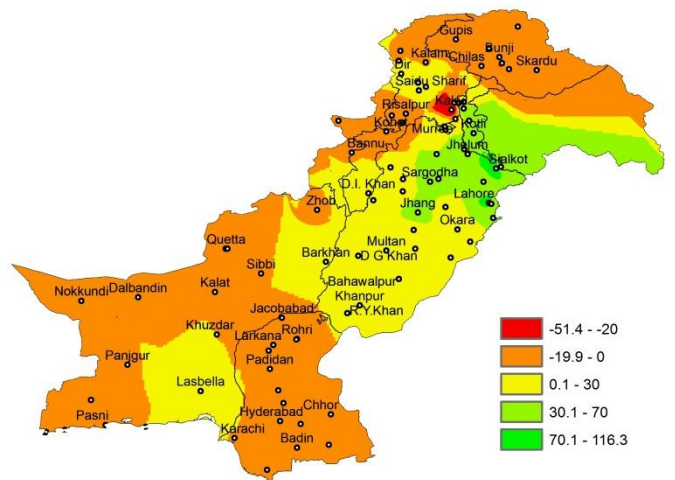 Gupis
Kalam
Chilas
Bunji
Skardu
Dir
Saidu Sharif
Risalpur
Bannu
Kotli
Jhelum
Sialkot
Sargodha
D.I. Khan
Zhob
Jhang
Lahore
Okara
Quetta
Multan
Barkhan
D G Khan
Sibbi
Bahawalpur
Nokkundi
Dalbandin
Kalat
Khanpur
R.Y.Khan
Jacobabad
Khuzdar
Rohri
Larkana
Padidan
Panjgur
Lasbella
Pasni
Hyderabad
Chhor
Karachi
Badin
-51.4 - -20
-19.9 - 0
0.1 - 30
30.1 - 70
70.1 - 116.3